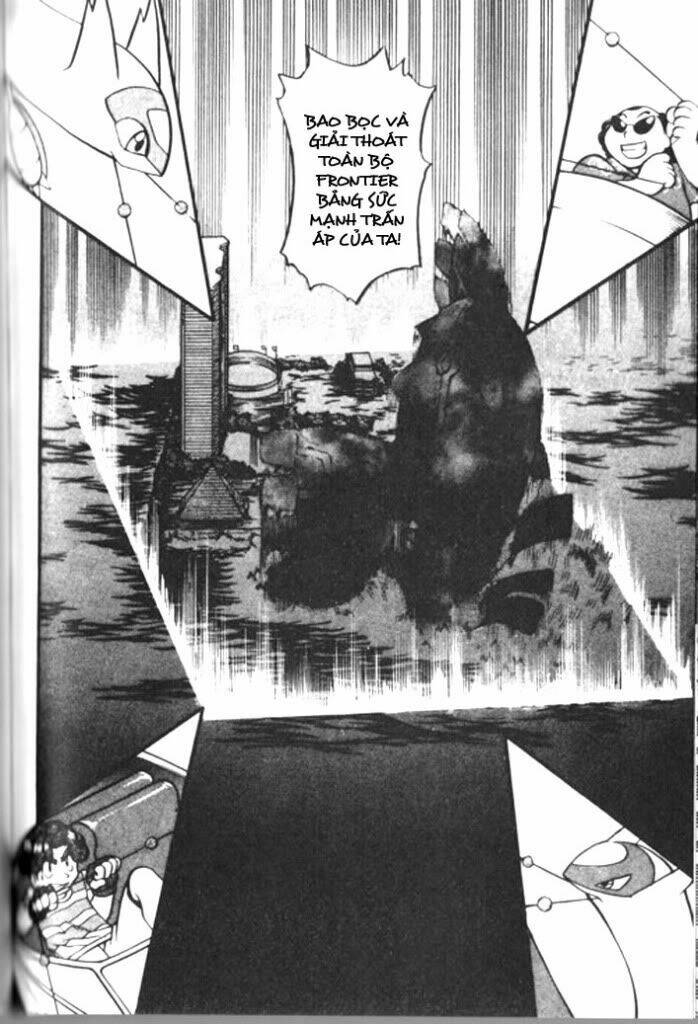 BAO BỌC VÀ
GIẢI THOÁT
TOÀN BỘ
FRONTIER
BẰNG SỨC
MẠNH TRẤN
ÁP CỦA TA!